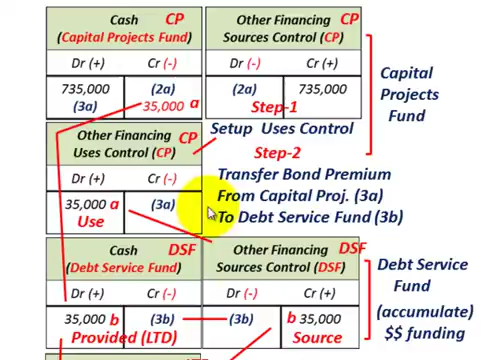 Cash CP
(Capital Projects Fund)
Dr (+) Cr (-)
735,000 (2a)
(3a) 35,000 a
Other Financing CP
Sources Control (CP)
Dr (-) Cr (+)
(2a) 735,000
Step-1
Capital
Projects
Fund
Other Financing CP
Uses Control (CP)
Dr (+) Cr (-)
35,000 a (3a)
Use
Setup Uses Control
Step-2
Transfer Bond Premium
From Capital Proj. (3a)
To Debt Service Fund (3b)
Cash DSF
(Debt Service Fund)
Dr (+) Cr (-)
35,000 b (3b)
Provided (LTD)
Other Financing DSF
Sources Control (DSF)
Dr (-) Cr (+)
(3b) b 35,000
Source
Debt Service
Fund
(accumulate)
$$ funding